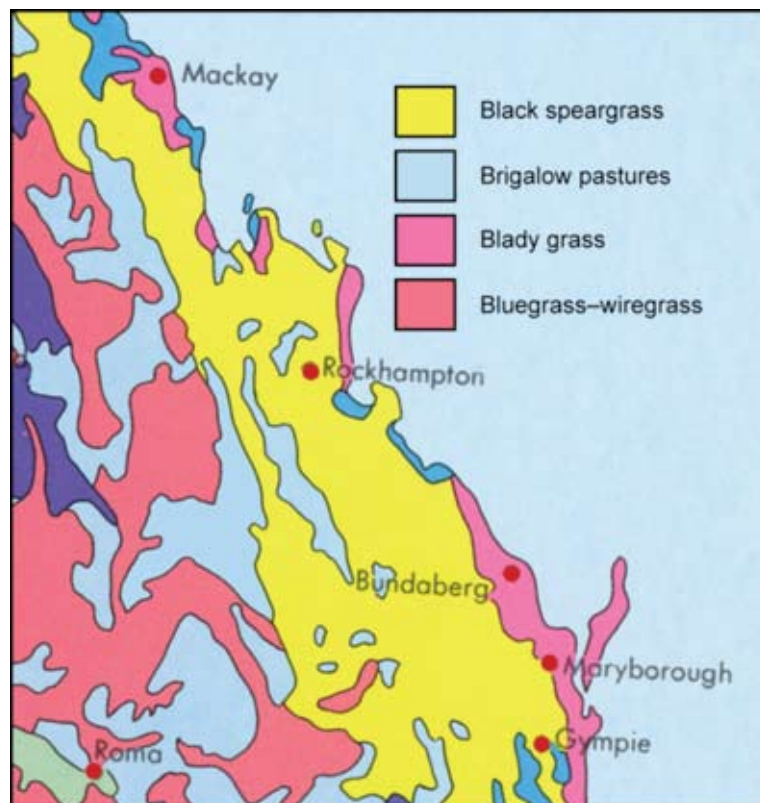 Mackay
Black speargrass
Brigalow pastures
Blady grass
Bluegrass–wiregrass
Rockhampton
Bundaberg
Maryborough
Gympie
Roma